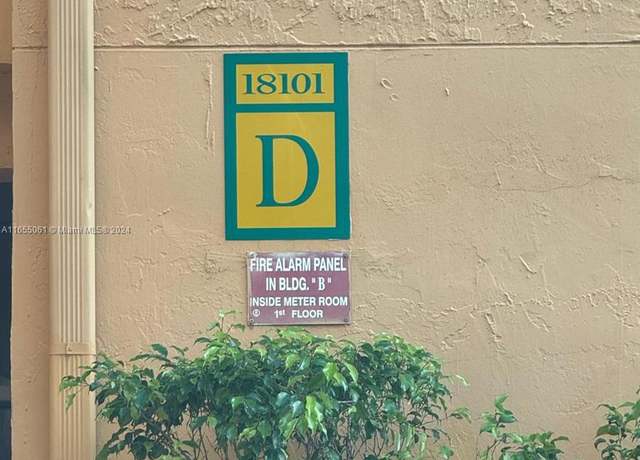 18101
D
A11655061 © Miami MLS® 2024
FIRE ALARM PANEL
IN BLDG. "B"
INSIDE METER ROOM
1st FLOOR